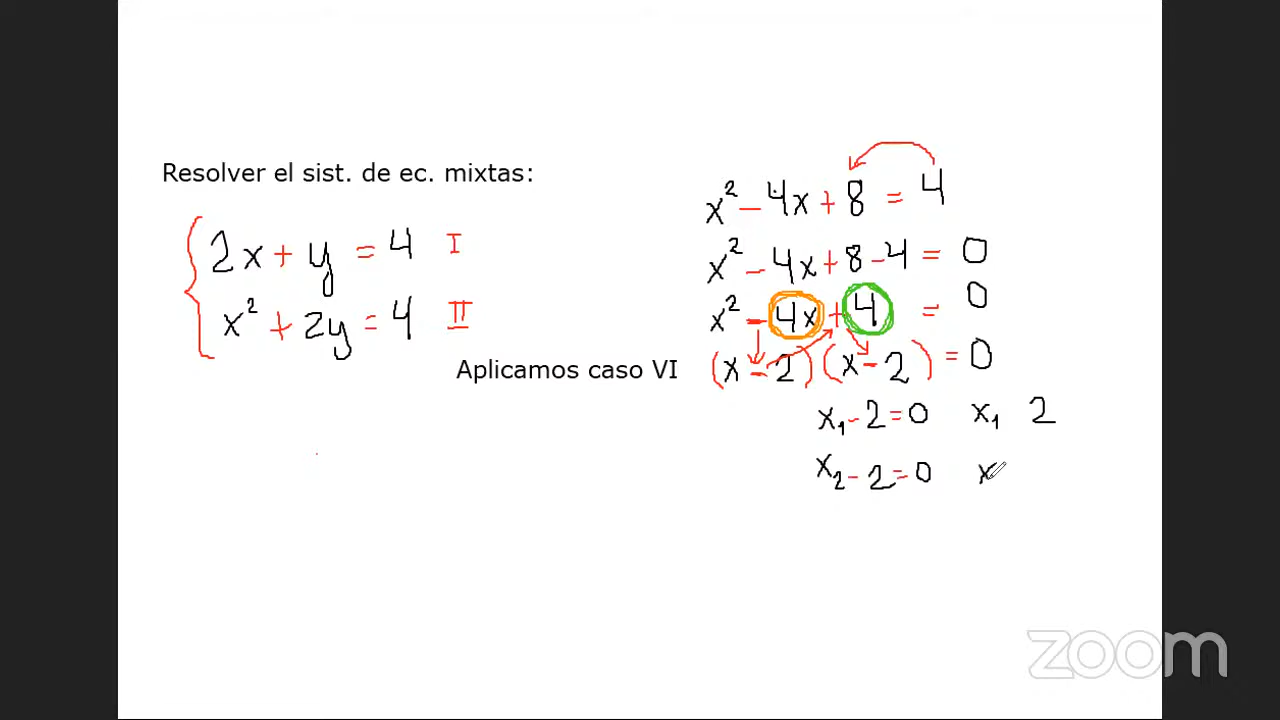 Resolver el sist. de ec. mixtas:
2x + y = 4 I
x² + 2y = 4 II
x² - 4x + 8 = 4
x² - 4x + 8 - 4 = 0
x² - 4x + 4 = 0
Aplicamos caso VI (x - 2) (x - 2) = 0
x₁ - 2 = 0 x₁ 2
x₂ - 2 = 0 x
zoom